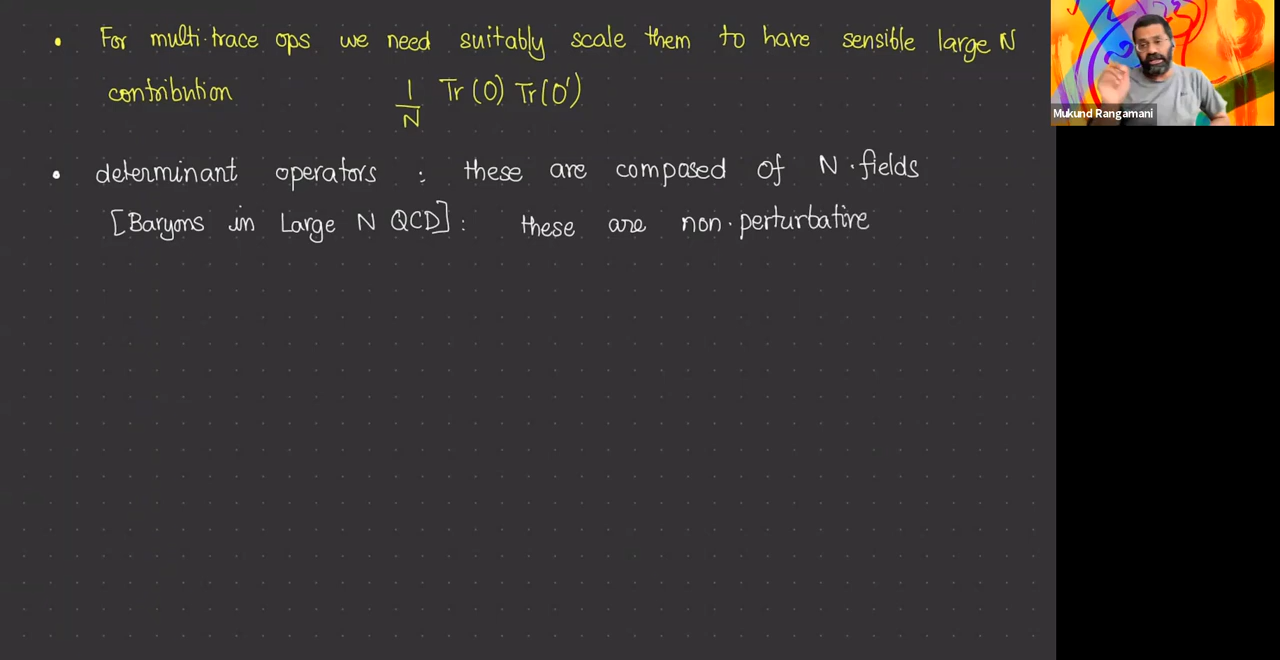 • For multi-trace ops we need suitably scale them to have sensible large N
contribution 1/N Tr(O) Tr(O')
• determinant operators : these are composed of N-fields
[Baryons in Large N QCD] : these are non-perturbative
Mukund Rangamani